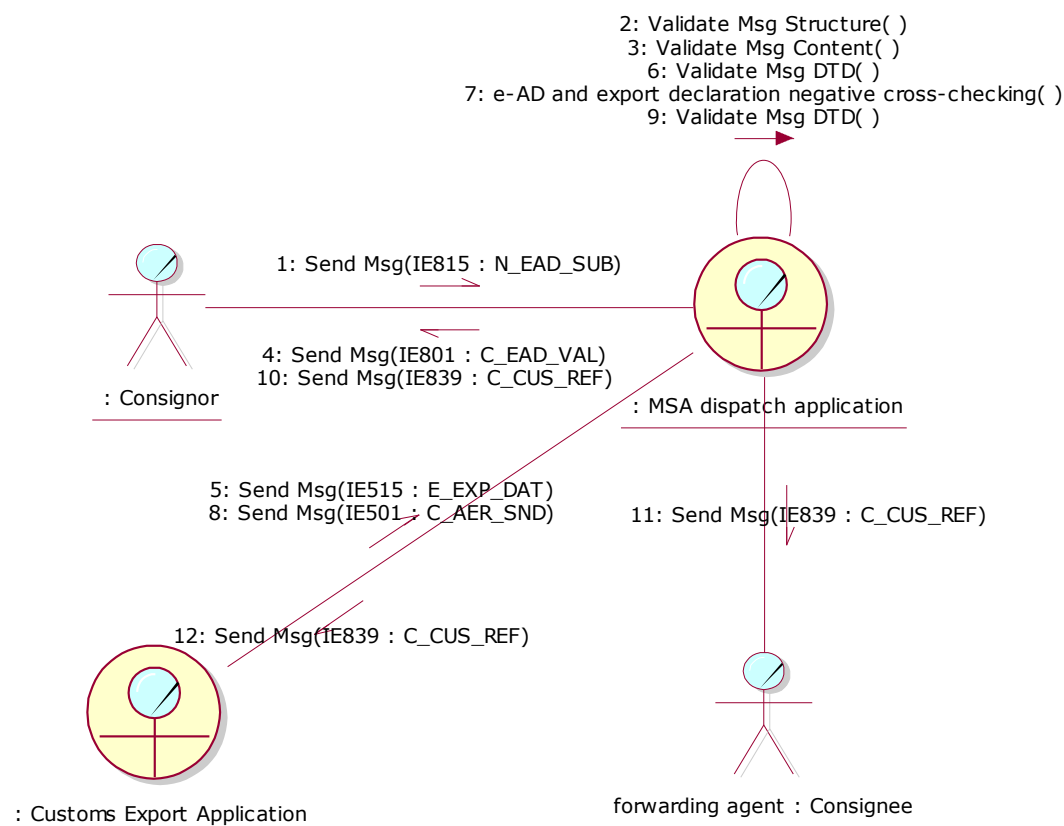 2: Validate Msg Structure( )
3: Validate Msg Content( )
6: Validate Msg DTD( )
7: e-AD and export declaration negative cross-checking( )
9: Validate Msg DTD( )
1: Send Msg(IE815 : N_EAD_SUB)
4: Send Msg(IE801 : C_EAD_VAL)
10: Send Msg(IE839 : C_CUS_REF)
: Consignor
: MSA dispatch application
5: Send Msg(IE515 : E_EXP_DAT)
8: Send Msg(IE501 : C_AER_SND)
11: Send Msg(IE839 : C_CUS_REF)
12: Send Msg(IE839 : C_CUS_REF)
: Customs Export Application
forwarding agent : Consignee